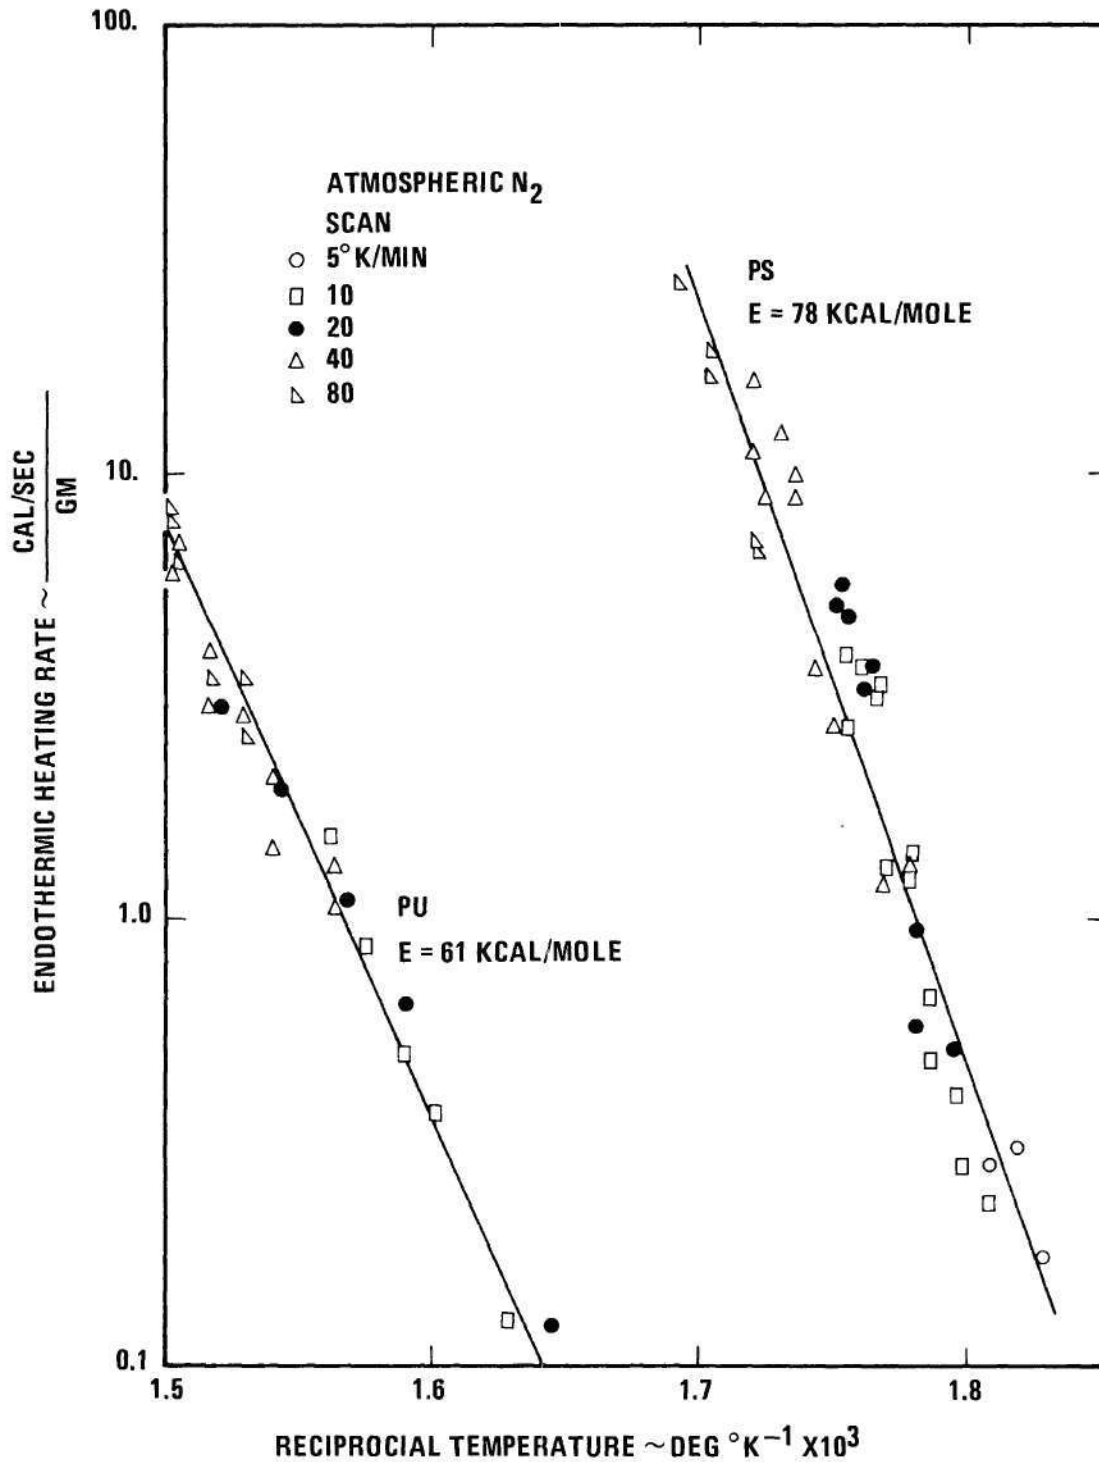 100.
10.
1.0
0.1
ENDOTHERMIC HEATING RATE ~ CAL/SEC
GM
ATMOSPHERIC N2
SCAN
5°K/MIN
10
20
40
80
PS
E = 78 KCAL/MOLE
PU
E = 61 KCAL/MOLE
1.5
1.6
1.7
1.8
RECIPROCIAL TEMPERATURE ~ DEG °K−1 X103